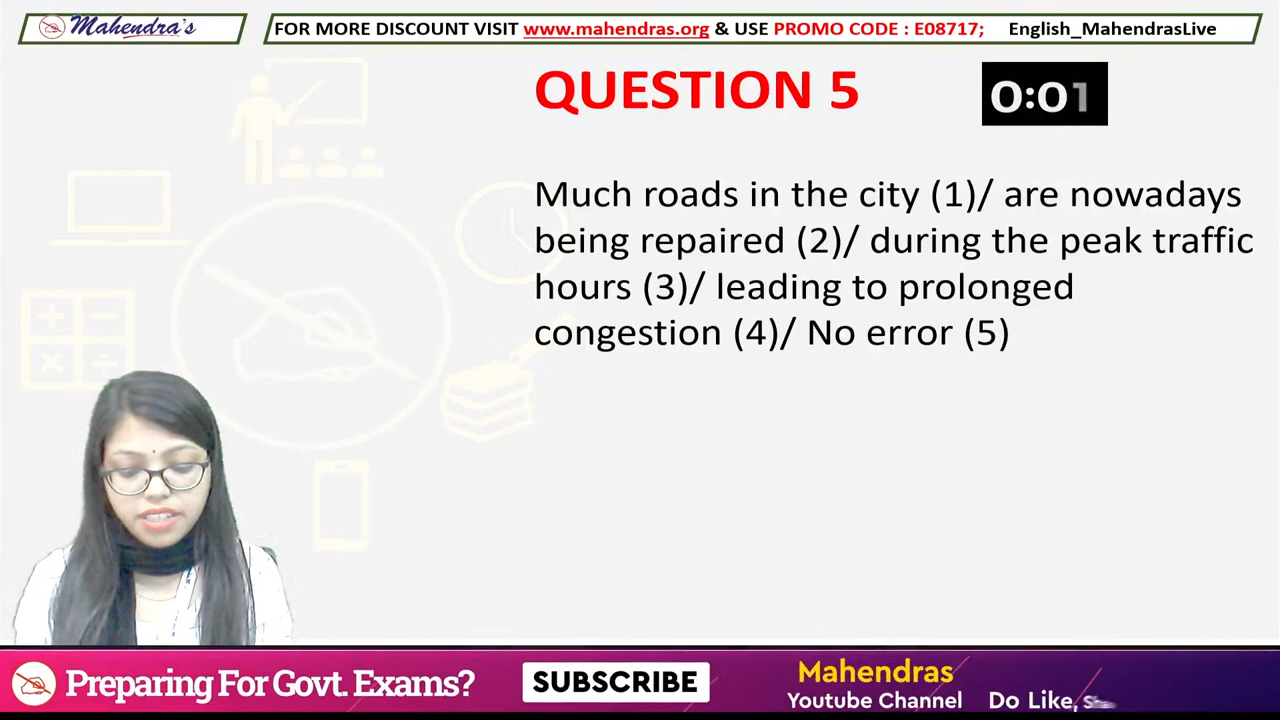 Mahendra's
FOR MORE DISCOUNT VISIT www.mahendras.org & USE PROMO CODE : E08717; English_MahendrasLive
QUESTION 5
0:01
Much roads in the city (1)/ are nowadays
being repaired (2)/ during the peak traffic
hours (3)/ leading to prolonged
congestion (4)/ No error (5)
Preparing For Govt. Exams?
SUBSCRIBE
Mahendras
Youtube Channel Do Like,